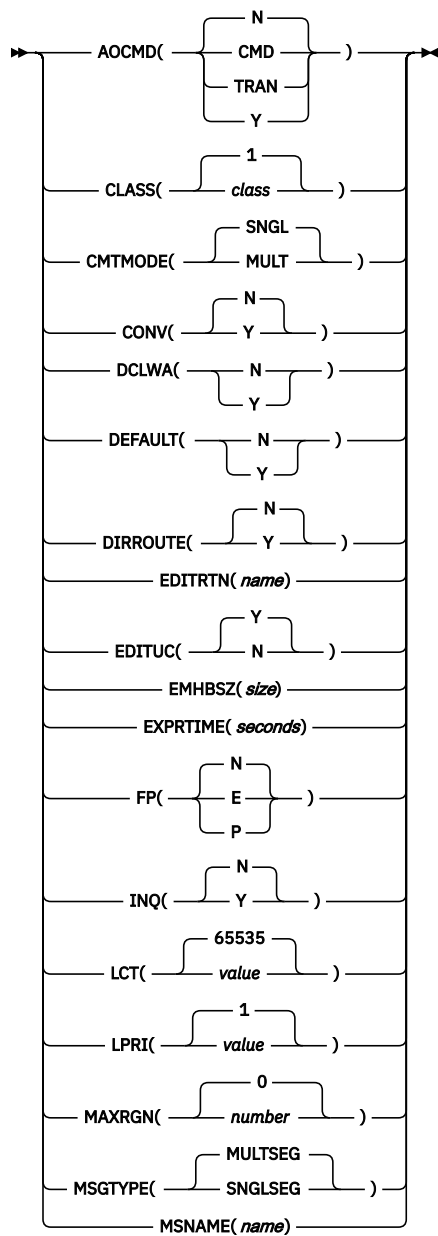 N
AOCMD( CMD )
TRAN
Y
1
CLASS( class )
SNGL
CMTMODE( MULT )
N
CONV( Y )
DCLWA( N )
Y
DEFAULT( N )
Y
N
DIRROUTE( Y )
EDITRTN( name )
Y
EDITUC( N )
EMHBSZ( size )
EXPRTIME( seconds )
N
FP( E )
P
N
INQ( Y )
65535
LCT( value )
1
LPRI( value )
0
MAXRGN( number )
MULTSEG
MSGTYPE( SNGLSEG )
MSNAME( name )